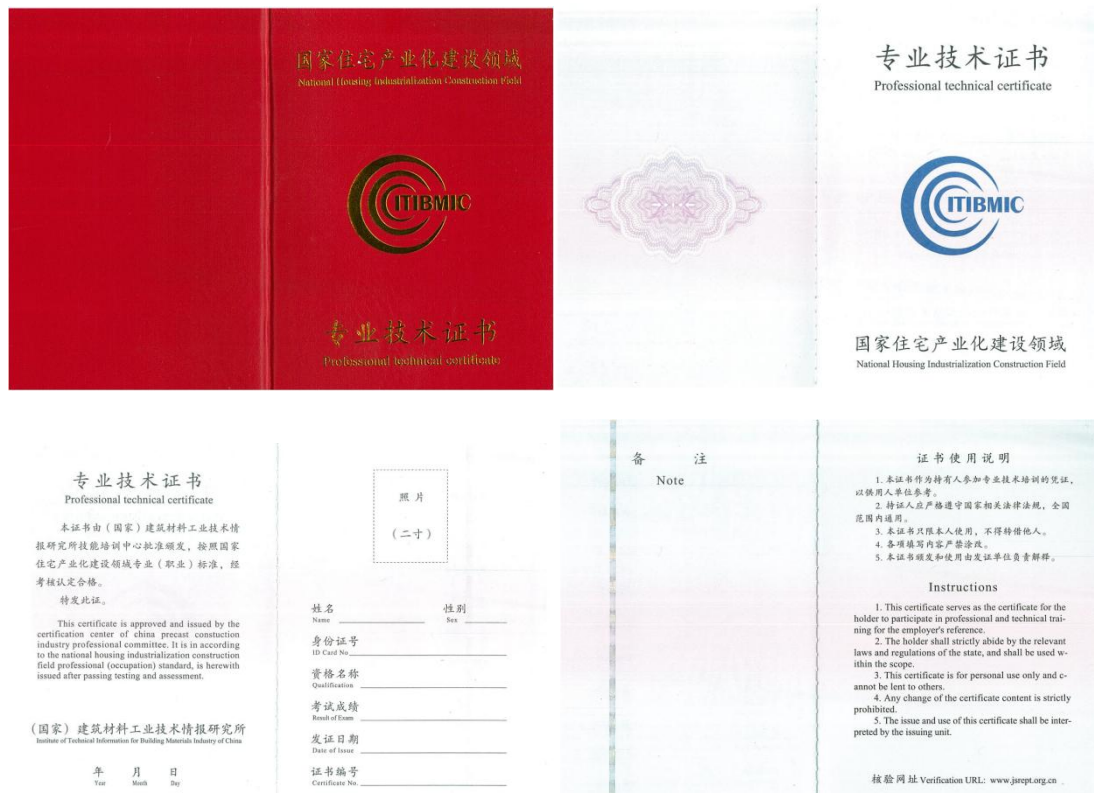 国家住宅产业化建设领域
National Housing Industrialization Construction Field
ITIBMIC
专业技术证书
Professional technical certificate
专业技术证书
Professional technical certificate
ITIBMIC
国家住宅产业化建设领域
National Housing Industrialization Construction Field
专业技术证书
Professional technical certificate
本证书由（国家）建筑材料工业技术情
报研究所技能培训中心批准颁发，按照国家
住宅产业化建设领域专业（职业）标准，经
考核认定合格。
特发此证。
This certificate is approved and issued by the
certification center of china precast constuction
industry professional committee. It is in according
to the national housing industrialization construction
field professional (occupation) standard, is herewith
issued after passing testing and assessment.
（国家）建筑材料工业技术情报研究所
Institute of Technical Information for Building Materials Industry of China
年 月 日
Year Month Day
照片
（二寸）
姓名 性别
Name Sex
身份证号
ID Card No
资格名称
Qualification
考试成绩
Result of Exam
发证日期
Date of Issue
证书编号
Certificate No.
备 注
Note
证书使用说明
1. 本证书作为持有人参加专业技术培训的凭证，
以供用人单位参考。
2. 持证人应严格遵守国家相关法律法规，全国
范围内通用。
3. 本证书只限本人使用，不得转借他人。
4. 各项填写内容严禁涂改。
5. 本证书颁发和使用由发证单位负责解释。
Instructions
1. This certificate serves as the certificate for the
holder to participate in professional and technical trai-
ning for the employer's reference.
2. The holder shall strictly abide by the relevant
laws and regulations of the state, and shall be used w-
ithin the scope.
3. This certificate is for personal use only and c-
annot be lent to others.
4. Any change of the certificate content is strictly
prohibited.
5. The issue and use of this certificate shall be inter-
preted by the issuing unit.
核验网址 Verification URL: www.jsrept.org.cn